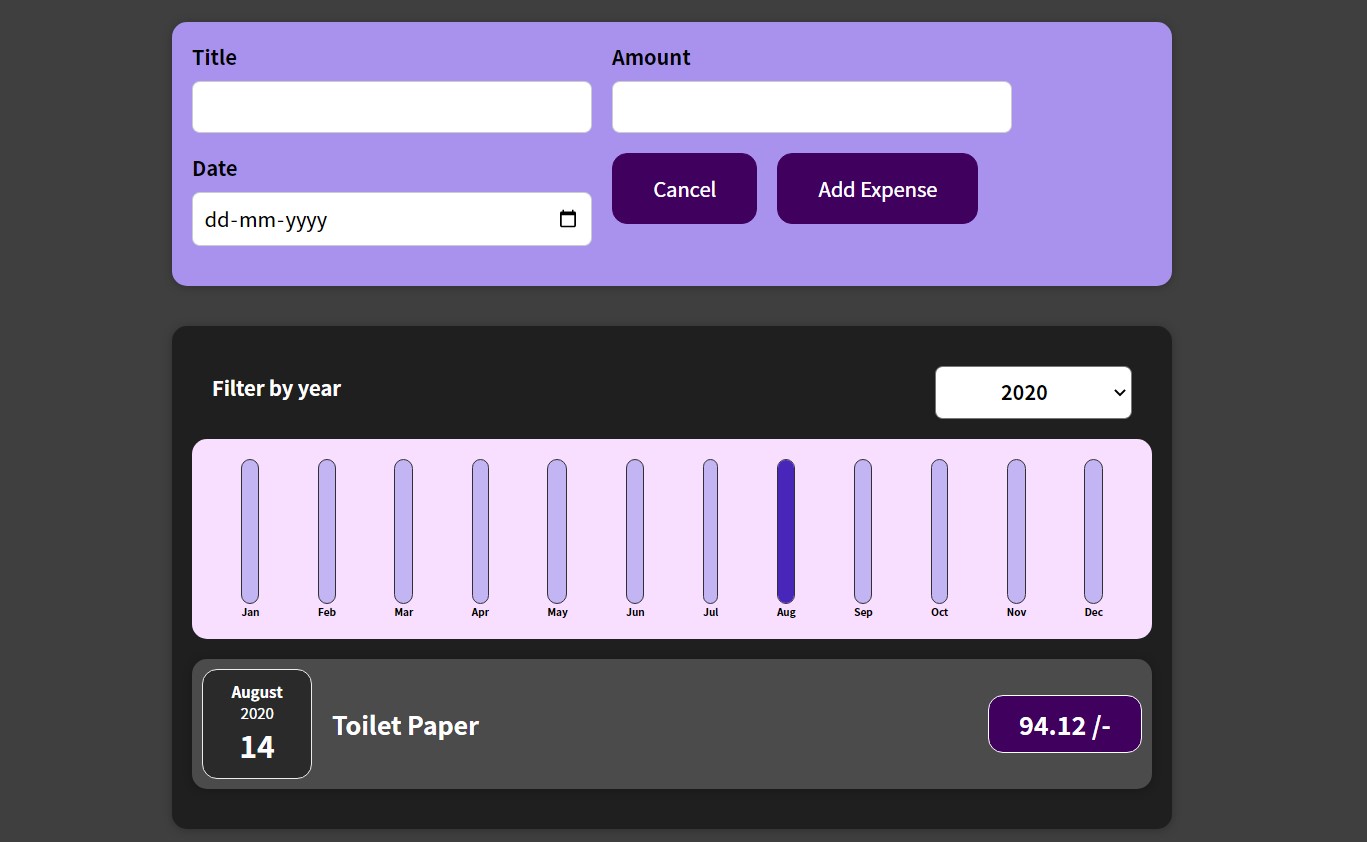 Title
Amount
Date
dd-mm-yyyy
Cancel
Add Expense
Filter by year
2020
Jan Feb Mar Apr May Jun Jul Aug Sep Oct Nov Dec
August
2020
14
Toilet Paper
94.12 /-